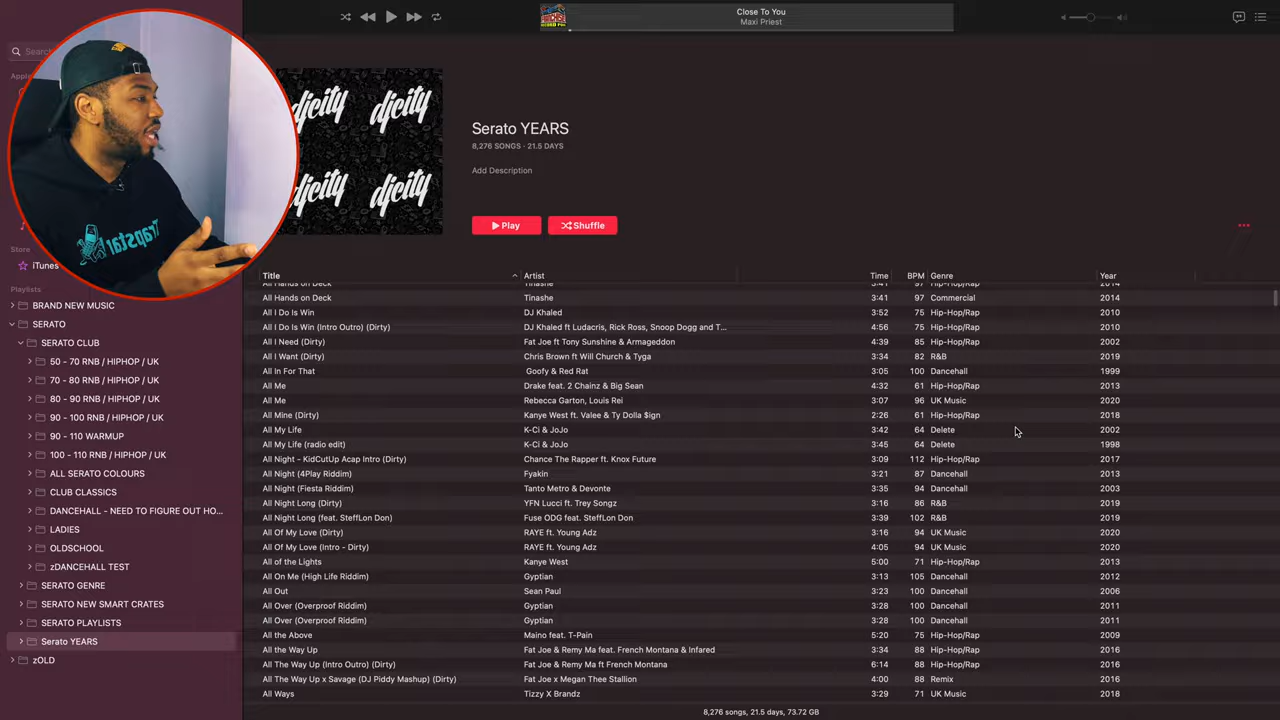 Close To You
Maxi Priest
Search
Trapstar
djcity djcity
djcity djcity
Serato YEARS
8,276 SONGS · 21.5 DAYS
Add Description
Play
Shuffle
Store
iTunes
Playlists
BRAND NEW MUSIC
SERATO
SERATO CLUB
50 - 70 RNB / HIPHOP / UK
70 - 80 RNB / HIPHOP / UK
80 - 90 RNB / HIPHOP / UK
90 - 100 RNB / HIPHOP / UK
90 - 110 WARMUP
100 - 110 RNB / HIPHOP / UK
ALL SERATO COLOURS
CLUB CLASSICS
DANCEHALL - NEED TO FIGURE OUT HO...
LADIES
OLDSCHOOL
zDANCEHALL TEST
SERATO GENRE
SERATO NEW SMART CRATES
SERATO PLAYLISTS
Serato YEARS
zOLD
Title Artist Time BPM Genre Year
All Hands on Deck Tinashe 3:41 97 Hip-Hop/Rap 2014
All Hands on Deck Tinashe 3:41 97 Commercial 2014
All I Do Is Win DJ Khaled 3:52 75 Hip-Hop/Rap 2010
All I Do Is Win (Intro Outro) (Dirty) DJ Khaled ft Ludacris, Rick Ross, Snoop Dogg and T... 4:56 75 Hip-Hop/Rap 2010
All I Need (Dirty) Fat Joe ft Tony Sunshine & Armageddon 4:39 85 Hip-Hop/Rap 2002
All I Want (Dirty) Chris Brown ft Will Church & Tyga 3:34 82 R&B 2019
All In For That Goofy & Red Rat 3:05 100 Dancehall 1999
All Me Drake feat. 2 Chainz & Big Sean 4:32 61 Hip-Hop/Rap 2013
All Me Rebecca Garton, Louis Rei 3:07 96 UK Music 2020
All Mine (Dirty) Kanye West ft. Valee & Ty Dolla $ign 2:26 61 Hip-Hop/Rap 2018
All My Life K-Ci & JoJo 3:42 64 Delete 2002
All My Life (radio edit) K-Ci & JoJo 3:45 64 Delete 1998
All Night - KidCutUp Acap Intro (Dirty) Chance The Rapper ft. Knox Future 3:09 112 Hip-Hop/Rap 2017
All Night (4Play Riddim) Fyakin 3:21 87 Dancehall 2013
All Night (Fiesta Riddim) Tanto Metro & Devonte 3:35 94 Dancehall 2003
All Night Long (Dirty) YFN Lucci ft. Trey Songz 3:16 86 R&B 2019
All Night Long (feat. StefflLon Don) Fuse ODG feat. StefflLon Don 3:39 102 R&B 2019
All Of My Love (Dirty) RAYE ft. Young Adz 3:16 94 UK Music 2020
All Of My Love (Intro - Dirty) RAYE ft. Young Adz 4:05 94 UK Music 2020
All of the Lights Kanye West 5:00 71 Hip-Hop/Rap 2013
All On Me (High Life Riddim) Gyptian 3:13 105 Dancehall 2012
All Out Sean Paul 3:23 100 Dancehall 2006
All Over (Overproof Riddim) Gyptian 3:28 100 Dancehall 2011
All Over (Overproof Riddim) Gyptian 3:28 100 Dancehall 2011
All the Above Maino feat. T-Pain 5:20 75 Hip-Hop/Rap 2009
All the Way Up Fat Joe & Remy Ma feat. French Montana & Infared 3:34 88 Hip-Hop/Rap 2016
All The Way Up (Intro Outro) (Dirty) Fat Joe & Remy Ma ft French Montana 6:14 88 Hip-Hop/Rap 2016
All The Way Up x Savage (DJ Piddy Mashup) (Dirty) Fat Joe x Megan Thee Stallion 4:00 88 Remix 2016
All Ways Tizzy X Brandz 3:29 71 UK Music 2018
8,276 songs, 21.5 days, 73.72 GB